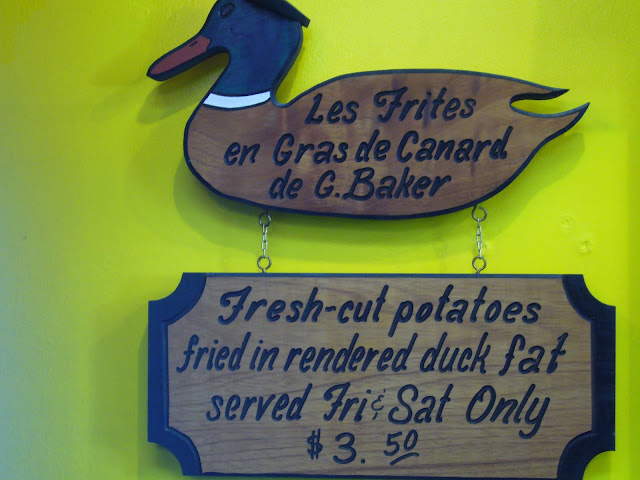 Les Frites
en Gras de Canard
de G. Baker
Fresh-cut potatoes
fried in rendered duck fat
served Fri & Sat Only
$3.50